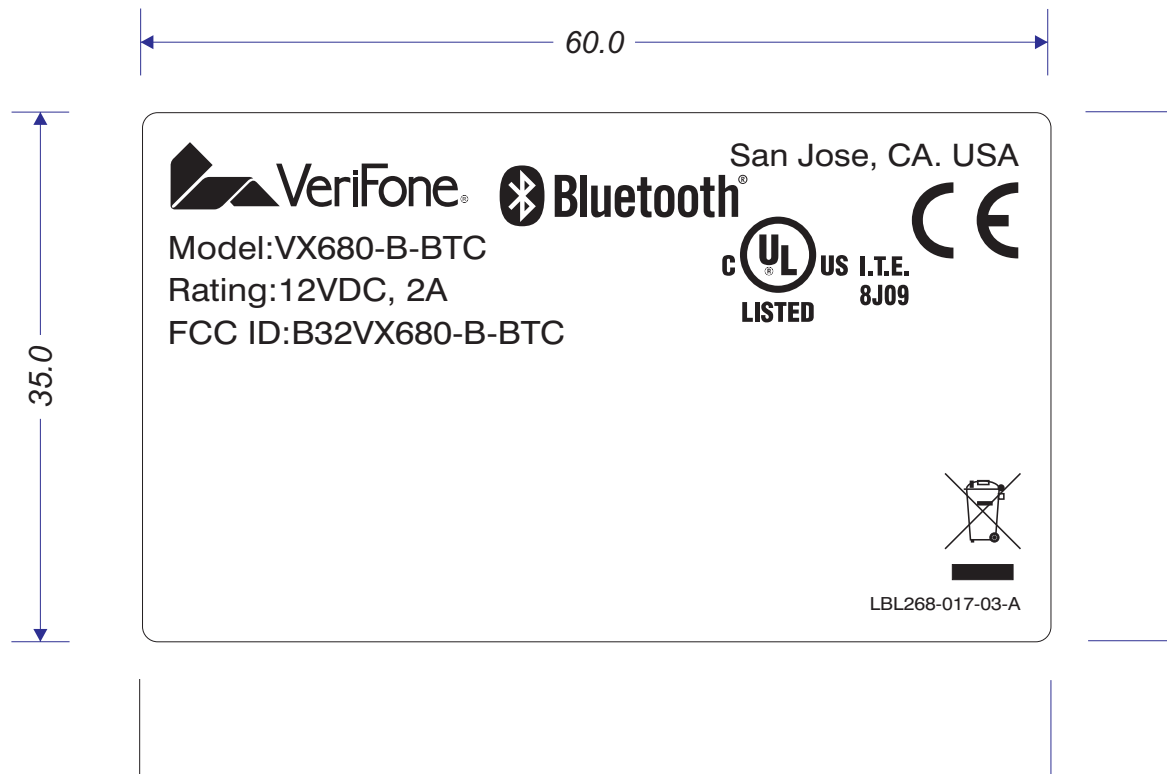 60.0
35.0
VeriFone®
Bluetooth®
San Jose, CA. USA
CE
Model:VX680-B-BTC
Rating:12VDC, 2A
FCC ID:B32VX680-B-BTC
C UL® US
LISTED
I.T.E.
8J09
LBL268-017-03-A